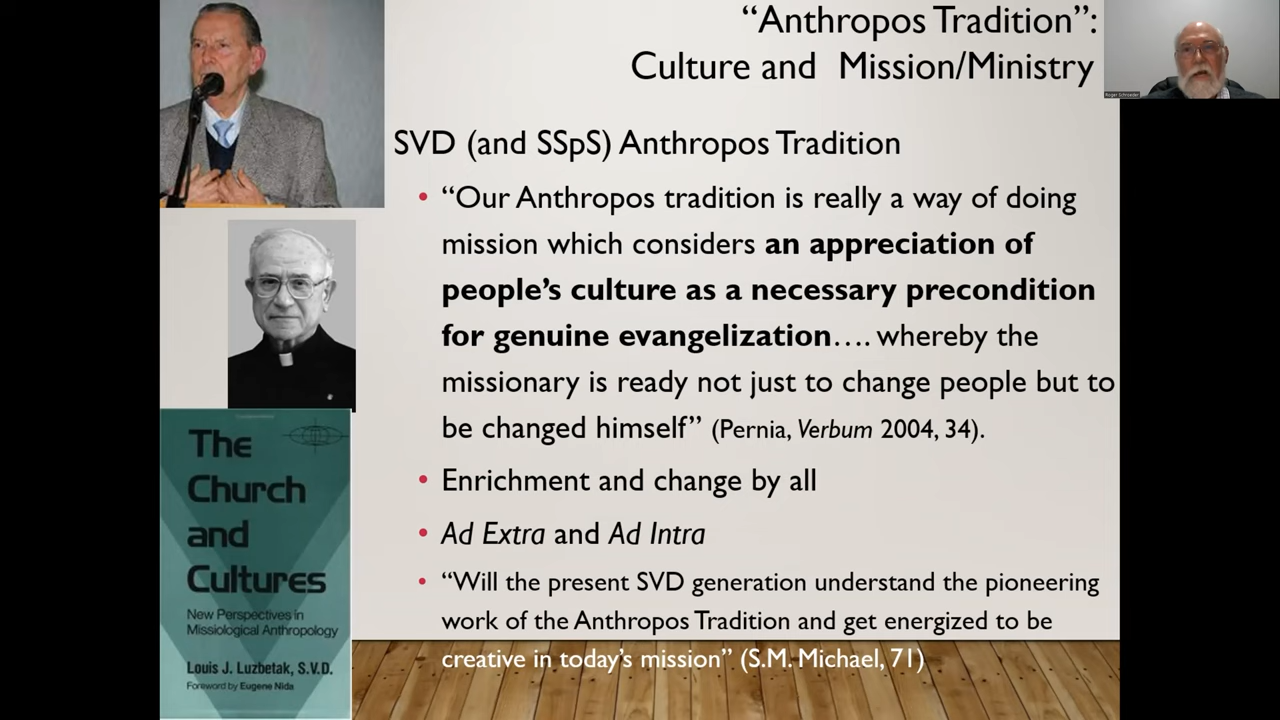 “Anthropos Tradition”:
Culture and Mission/Ministry
Roger Schroeder
SVD (and SSpS) Anthropos Tradition
• “Our Anthropos tradition is really a way of doing
mission which considers an appreciation of
people’s culture as a necessary precondition
for genuine evangelization…. whereby the
missionary is ready not just to change people but to
be changed himself” (Pernia, Verbum 2004, 34).
• Enrichment and change by all
• Ad Extra and Ad Intra
• “Will the present SVD generation understand the pioneering
work of the Anthropos Tradition and get energized to be
creative in today’s mission” (S.M. Michael, 71)
The
Church
and
Cultures
New Perspectives in
Missiological Anthropology
Louis J. Luzbetak, S.V.D.
Foreword by Eugene Nida